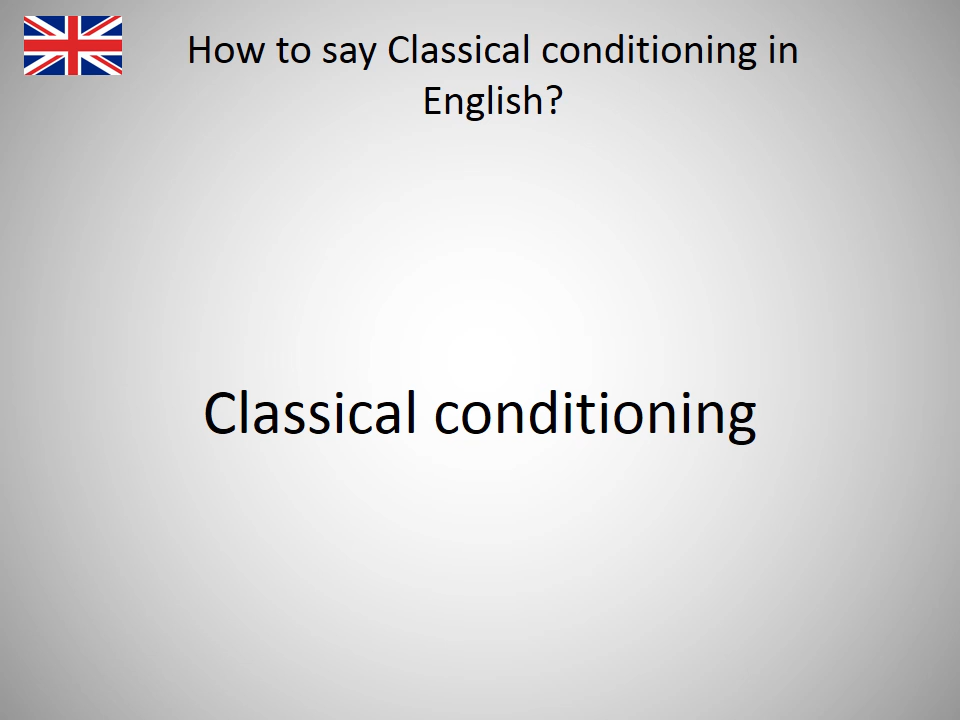 How to say Classical conditioning in
English?
Classical conditioning